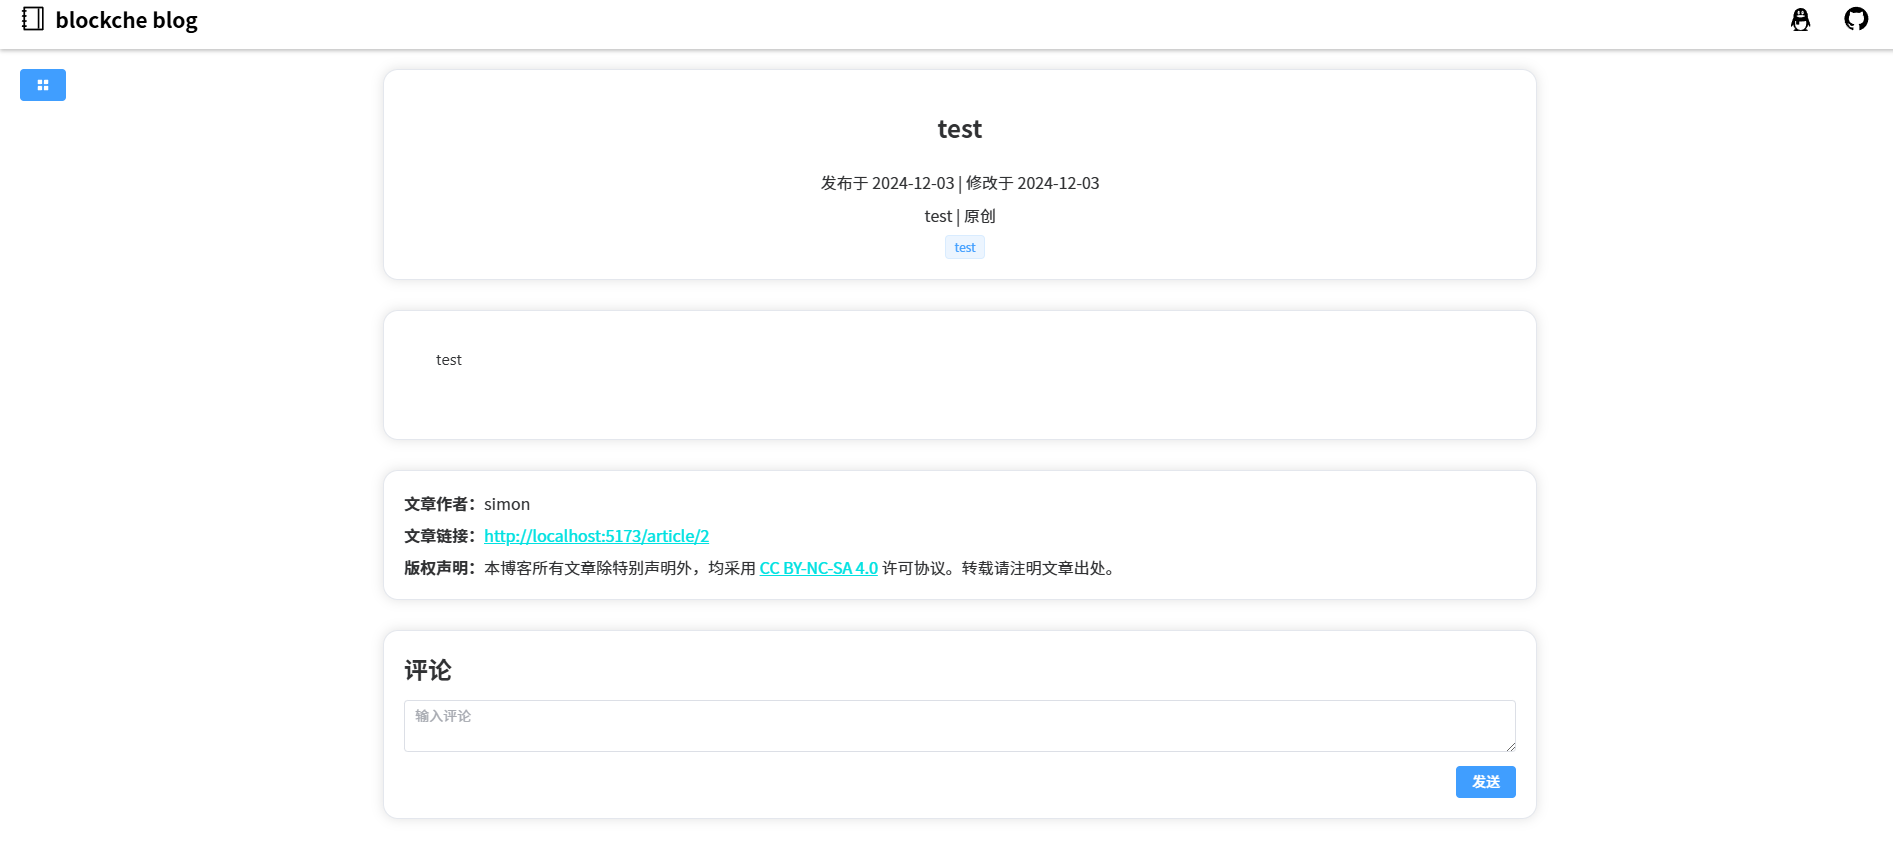 blockche blog
test
发布于 2024-12-03 | 修改于 2024-12-03
test | 原创
test
test
文章作者：simon
文章链接：http://localhost:5173/article/2
版权声明：本博客所有文章除特别声明外，均采用 CC BY-NC-SA 4.0 许可协议。转载请注明文章出处。
评论
输入评论
发送